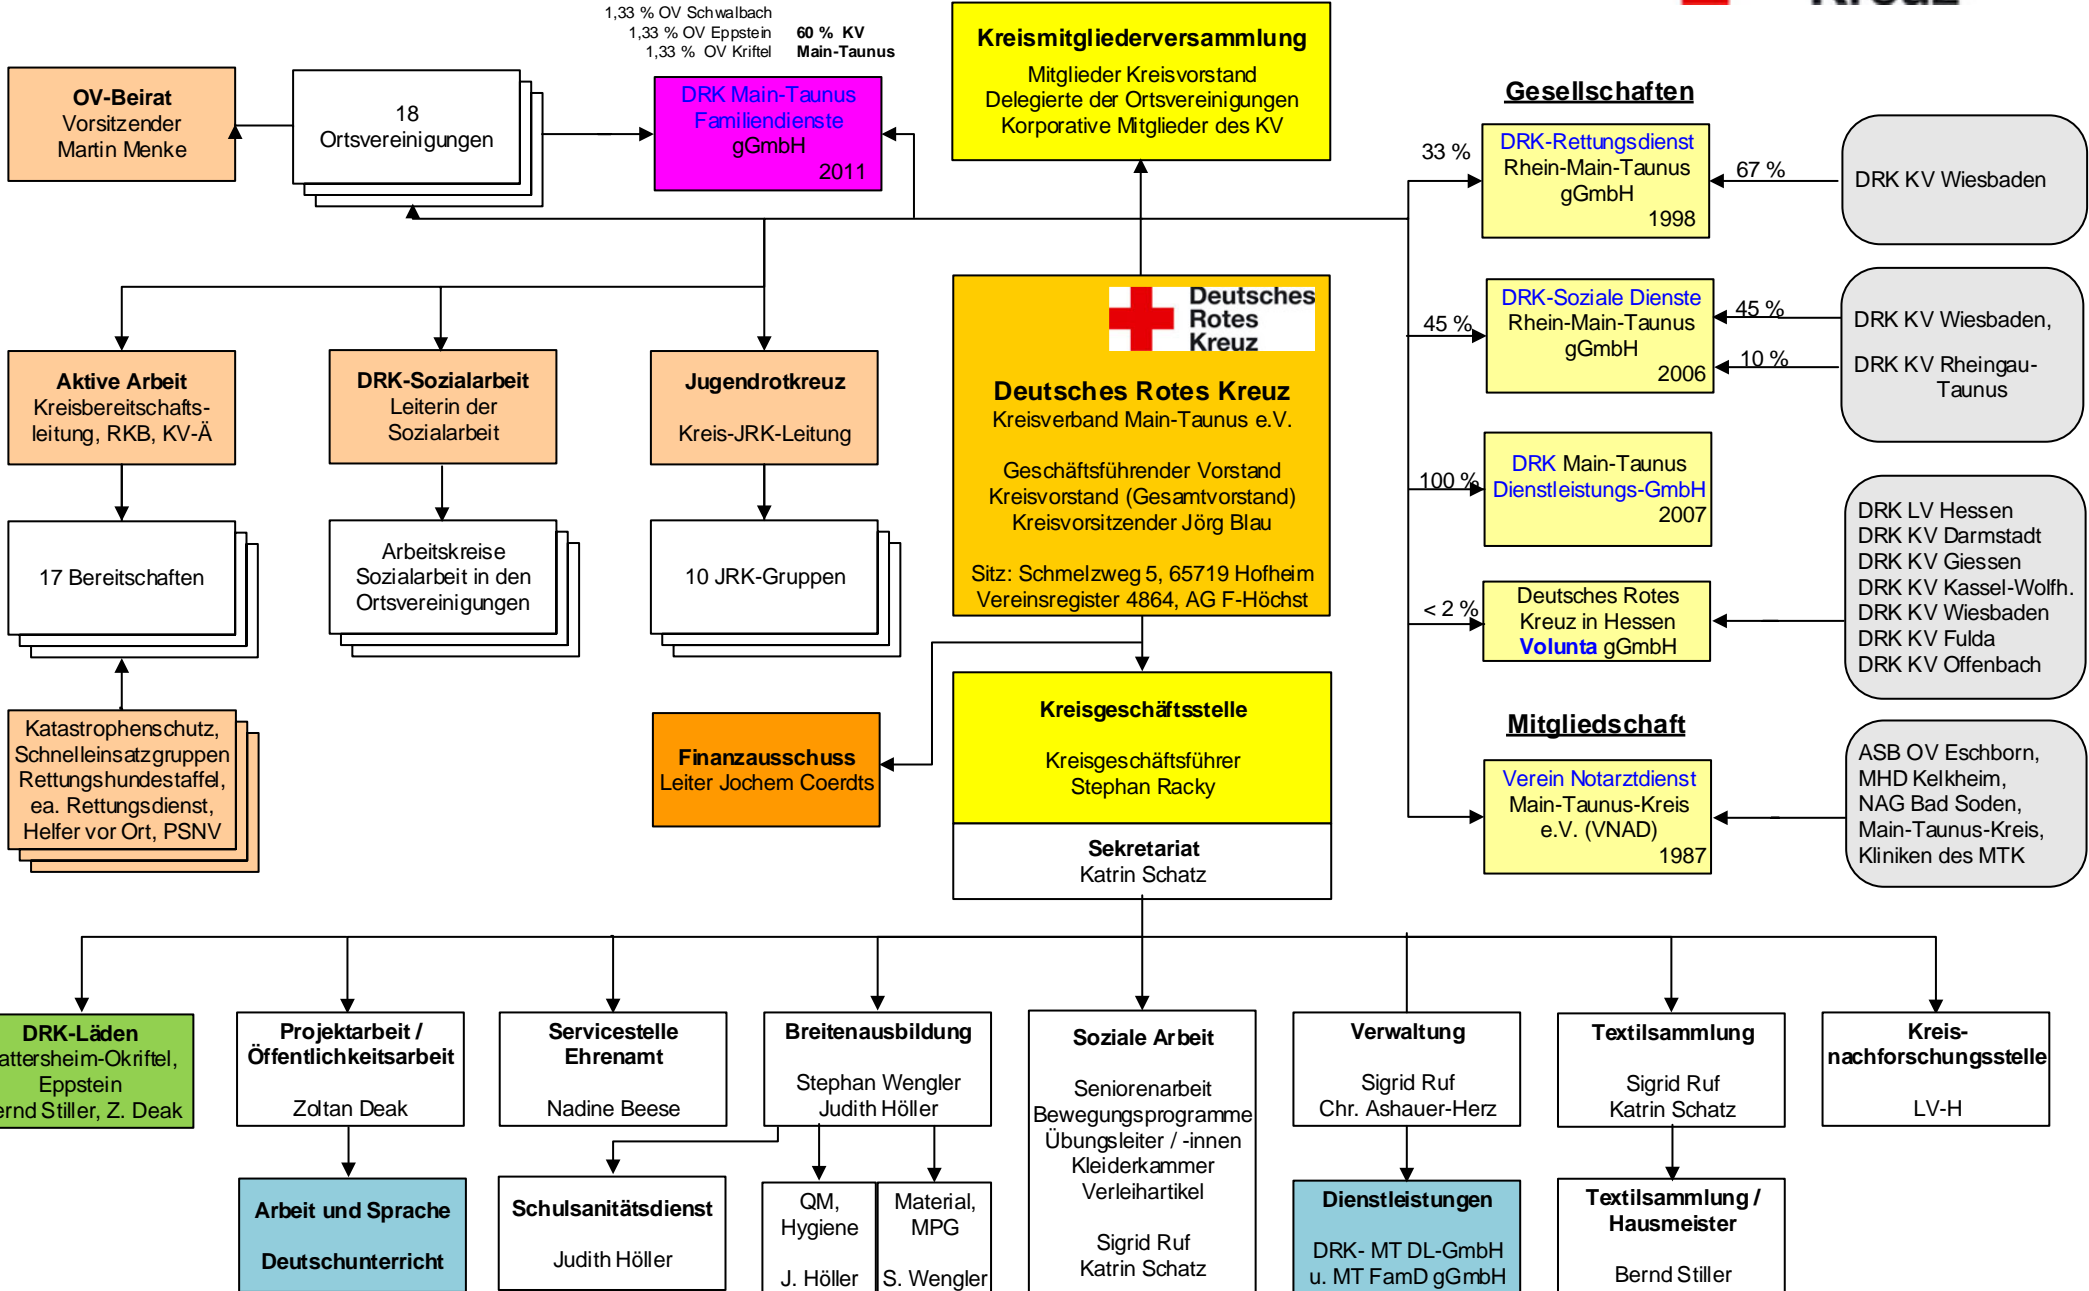 Kreuz
1,33 % OV Schwalbach
1,33 % OV Eppstein
1,33 % OV Kriftel
60 % KV
Main-Taunus
OV-Beirat
Vorsitzender
Martin Menke
18
Ortsvereinigungen
DRK Main-Taunus
Familiendienste
gGmbH
2011
Kreismitgliederversammlung
Mitglieder Kreisvorstand
Delegierte der Ortsvereinigungen
Korporative Mitglieder des KV
Gesellschaften
33 %
DRK-Rettungsdienst
Rhein-Main-Taunus
gGmbH
1998
67 %
DRK KV Wiesbaden
45 %
DRK-Soziale Dienste
Rhein-Main-Taunus
gGmbH
2006
45 %
10 %
DRK KV Wiesbaden,
DRK KV Rheingau-
Taunus
Aktive Arbeit
Kreisbereitschafts-
leitung, RKB, KV-Ä
DRK-Sozialarbeit
Leiterin der
Sozialarbeit
Jugendrotkreuz
Kreis-JRK-Leitung
Deutsches
Rotes
Kreuz
Deutsches Rotes Kreuz
Kreisverband Main-Taunus e.V.
Geschäftsführender Vorstand
Kreisvorstand (Gesamtvorstand)
Kreisvorsitzender Jörg Blau
Sitz: Schmelzweg 5, 65719 Hofheim
Vereinsregister 4864, AG F-Höchst
100 %
DRK Main-Taunus
Dienstleistungs-GmbH
2007
17 Bereitschaften
Arbeitskreise
Sozialarbeit in den
Ortsvereinigungen
10 JRK-Gruppen
< 2 %
Deutsches Rotes
Kreuz in Hessen
Volunta gGmbH
DRK LV Hessen
DRK KV Darmstadt
DRK KV Giessen
DRK KV Kassel-Wolfh.
DRK KV Wiesbaden
DRK KV Fulda
DRK KV Offenbach
Katastrophenschutz,
Schnelleinsatzgruppen
Rettungshundestaffel,
ea. Rettungsdienst,
Helfer vor Ort, PSNV
Finanzausschuss
Leiter Jochem Coerdts
Kreisgeschäftsstelle
Kreisgeschäftsführer
Stephan Racky
Sekretariat
Katrin Schatz
Mitgliedschaft
Verein Notarztdienst
Main-Taunus-Kreis
e.V. (VNAD)
1987
ASB OV Eschborn,
MHD Kelkheim,
NAG Bad Soden,
Main-Taunus-Kreis,
Kliniken des MTK
DRK-Läden
attersheim-Okriftel,
Eppstein
ernd Stiller, Z. Deak
Projektarbeit /
Öffentlichkeitsarbeit
Zoltan Deak
Servicestelle
Ehrenamt
Nadine Beese
Breitenausbildung
Stephan Wengler
Judith Höller
Soziale Arbeit
Seniorenarbeit
Bewegungsprogramme
Übungsleiter / -innen
Kleiderkammer
Verleihartikel
Sigrid Ruf
Katrin Schatz
Verwaltung
Sigrid Ruf
Chr. Ashauer-Herz
Textilsammlung
Sigrid Ruf
Katrin Schatz
Kreis-
nachforschungsstelle
LV-H
Arbeit und Sprache
Deutschunterricht
Schulsanitätsdienst
Judith Höller
QM,
Hygiene
J. Höller
Material,
MPG
S. Wengler
Dienstleistungen
DRK- MT DL-GmbH
u. MT FamD gGmbH
Textilsammlung /
Hausmeister
Bernd Stiller